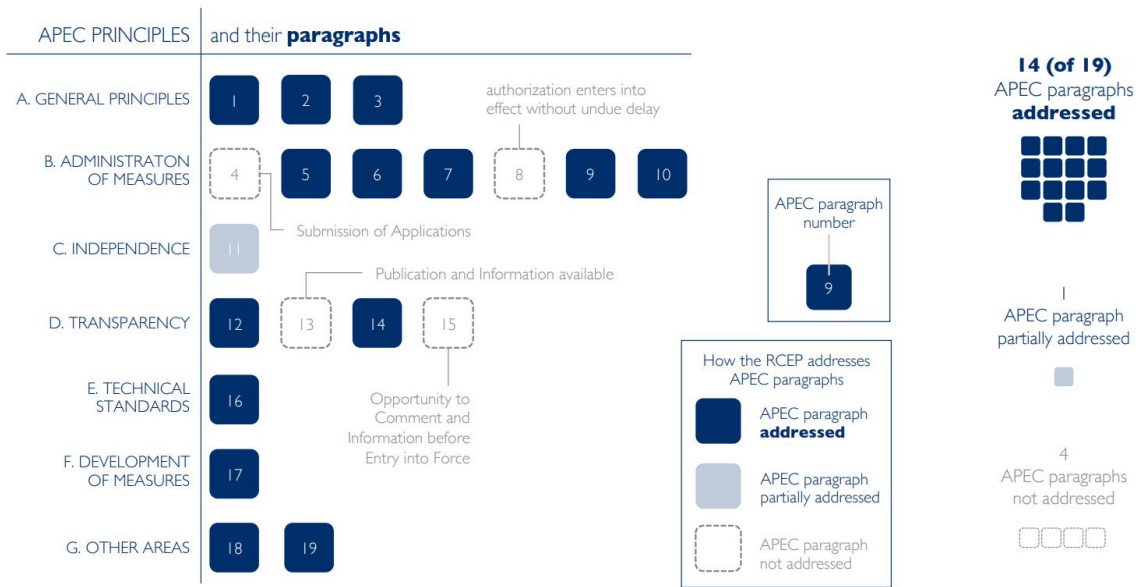 APEC PRINCIPLES
and their paragraphs
A. GENERAL PRINCIPLES
1
2
3
authorization enters into
effect without undue delay
B. ADMINISTRATON
OF MEASURES
4
5
6
7
8
9
10
Submission of Applications
C. INDEPENDENCE
11
Publication and Information available
D. TRANSPARENCY
12
13
14
15
Opportunity to
Comment and
Information before
Entry into Force
E. TECHNICAL
STANDARDS
16
F. DEVELOPMENT
OF MEASURES
17
G. OTHER AREAS
18
19
APEC paragraph
number
9
How the RCEP addresses
APEC paragraphs
APEC paragraph
addressed
APEC paragraph
partially addressed
APEC paragraph
not addressed
14 (of 19)
APEC paragraphs
addressed
1
APEC paragraph
partially addressed
4
APEC paragraphs
not addressed